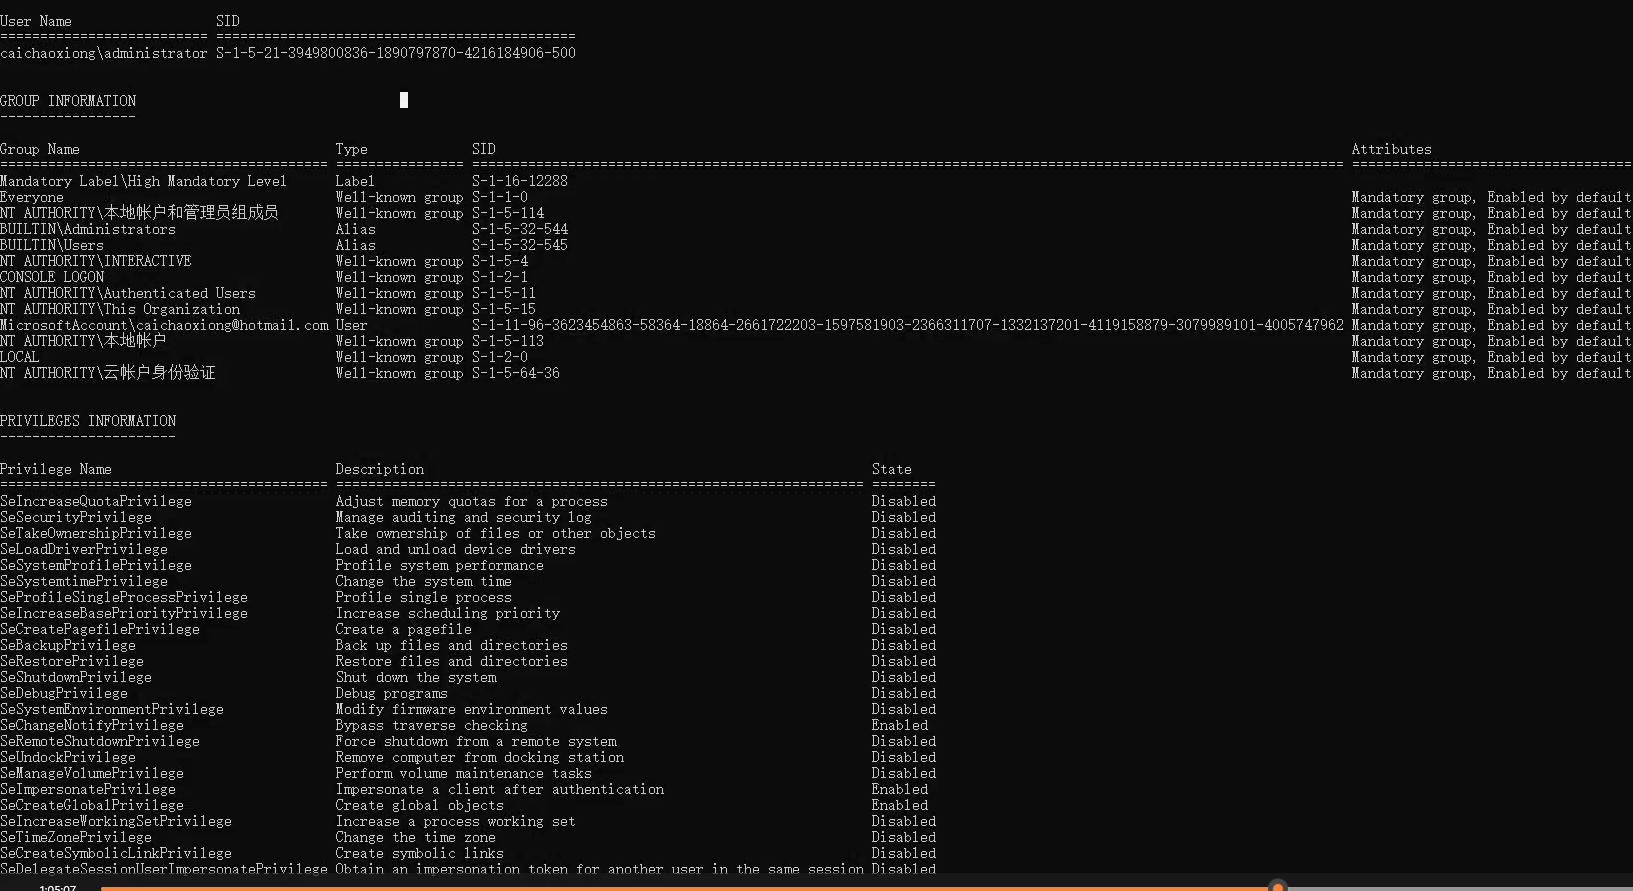 User Name SID
========================== =============================================
caichaoxiong\administrator S-1-5-21-3949800836-1890797870-4216184906-500
GROUP INFORMATION
-----------------
Group Name Type SID Attributes
========================================= ================ ============================================================================================================= ===================================
Mandatory Label\High Mandatory Level Label S-1-16-12288
Everyone Well-known group S-1-1-0 Mandatory group, Enabled by default
NT AUTHORITY\本地帐户和管理员组成员 Well-known group S-1-5-114 Mandatory group, Enabled by default
BUILTIN\Administrators Alias S-1-5-32-544 Mandatory group, Enabled by default
BUILTIN\Users Alias S-1-5-32-545 Mandatory group, Enabled by default
NT AUTHORITY\INTERACTIVE Well-known group S-1-5-4 Mandatory group, Enabled by default
CONSOLE LOGON Well-known group S-1-2-1 Mandatory group, Enabled by default
NT AUTHORITY\Authenticated Users Well-known group S-1-5-11 Mandatory group, Enabled by default
NT AUTHORITY\This Organization Well-known group S-1-5-15 Mandatory group, Enabled by default
MicrosoftAccount\caichaoxiong@hotmail.com User S-1-11-96-3623454863-58364-18864-2661722203-1597581903-2366311707-1332137201-4119158879-3079989101-4005747962 Mandatory group, Enabled by default
NT AUTHORITY\本地帐户 Well-known group S-1-5-113 Mandatory group, Enabled by default
LOCAL Well-known group S-1-2-0 Mandatory group, Enabled by default
NT AUTHORITY\云帐户身份验证 Well-known group S-1-5-64-36 Mandatory group, Enabled by default
PRIVILEGES INFORMATION
----------------------
Privilege Name Description State
========================================= ================================================================== ========
SeIncreaseQuotaPrivilege Adjust memory quotas for a process Disabled
SeSecurityPrivilege Manage auditing and security log Disabled
SeTakeOwnershipPrivilege Take ownership of files or other objects Disabled
SeLoadDriverPrivilege Load and unload device drivers Disabled
SeSystemProfilePrivilege Profile system performance Disabled
SeSystemtimePrivilege Change the system time Disabled
SeProfileSingleProcessPrivilege Profile single process Disabled
SeIncreaseBasePriorityPrivilege Increase scheduling priority Disabled
SeCreatePagefilePrivilege Create a pagefile Disabled
SeBackupPrivilege Back up files and directories Disabled
SeRestorePrivilege Restore files and directories Disabled
SeShutdownPrivilege Shut down the system Disabled
SeDebugPrivilege Debug programs Disabled
SeSystemEnvironmentPrivilege Modify firmware environment values Disabled
SeChangeNotifyPrivilege Bypass traverse checking Enabled
SeRemoteShutdownPrivilege Force shutdown from a remote system Disabled
SeUndockPrivilege Remove computer from docking station Disabled
SeManageVolumePrivilege Perform volume maintenance tasks Disabled
SeImpersonatePrivilege Impersonate a client after authentication Enabled
SeCreateGlobalPrivilege Create global objects Enabled
SeIncreaseWorkingSetPrivilege Increase a process working set Disabled
SeTimeZonePrivilege Change the time zone Disabled
SeCreateSymbolicLinkPrivilege Create symbolic links Disabled
SeDelegateSessionUserImpersonatePrivilege Obtain an impersonation token for another user in the same session Disabled
1:05:07